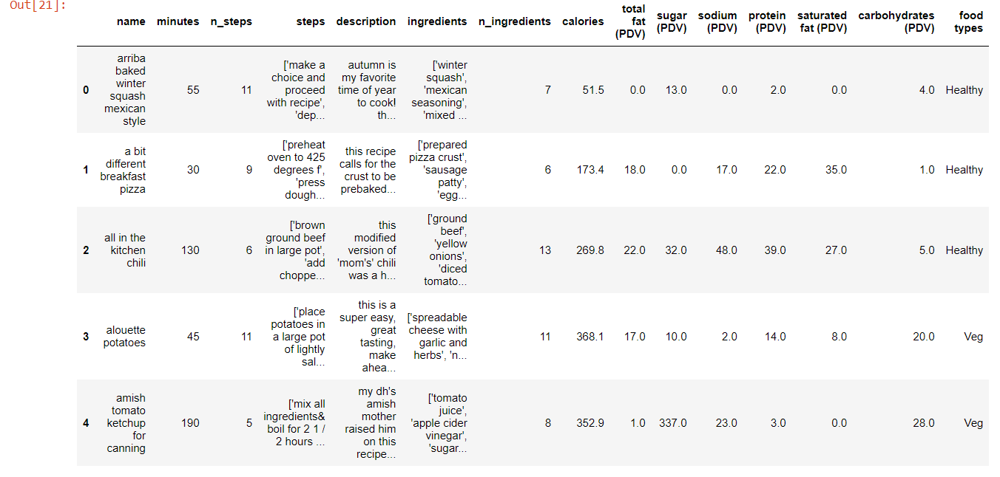 Out[21]:
name minutes n_steps steps description ingredients n_ingredients calories total fat (PDV) sugar (PDV) sodium (PDV) protein (PDV) saturated fat (PDV) carbohydrates (PDV) food types
0 arriba baked winter squash mexican style 55 11 ['make a choice and proceed with recipe', 'dep... autumn is my favorite time of year to cook! th... ['winter squash', 'mexican seasoning', 'mixed ... 7 51.5 0.0 13.0 0.0 2.0 0.0 4.0 Healthy
1 a bit different breakfast pizza 30 9 ['preheat oven to 425 degrees f', 'press dough... this recipe calls for the crust to be prebaked... ['prepared pizza crust', 'sausage patty', 'egg... 6 173.4 18.0 0.0 17.0 22.0 35.0 1.0 Healthy
2 all in the kitchen chili 130 6 ['brown ground beef in large pot', 'add choppe... this modified version of 'mom's' chili was a h... ['ground beef', 'yellow onions', 'diced tomato... 13 269.8 22.0 32.0 48.0 39.0 27.0 5.0 Healthy
3 alouette potatoes 45 11 ['place potatoes in a large pot of lightly sal... this is a super easy, great tasting, make ahea... ['spreadable cheese with garlic and herbs', 'n... 11 368.1 17.0 10.0 2.0 14.0 8.0 20.0 Veg
4 amish tomato ketchup for canning 190 5 ['mix all ingredients& boil for 2 1 / 2 hours ... my dh's amish mother raised him on this recipe... ['tomato juice', 'apple cider vinegar', 'sugar... 8 352.9 1.0 337.0 23.0 3.0 0.0 28.0 Veg